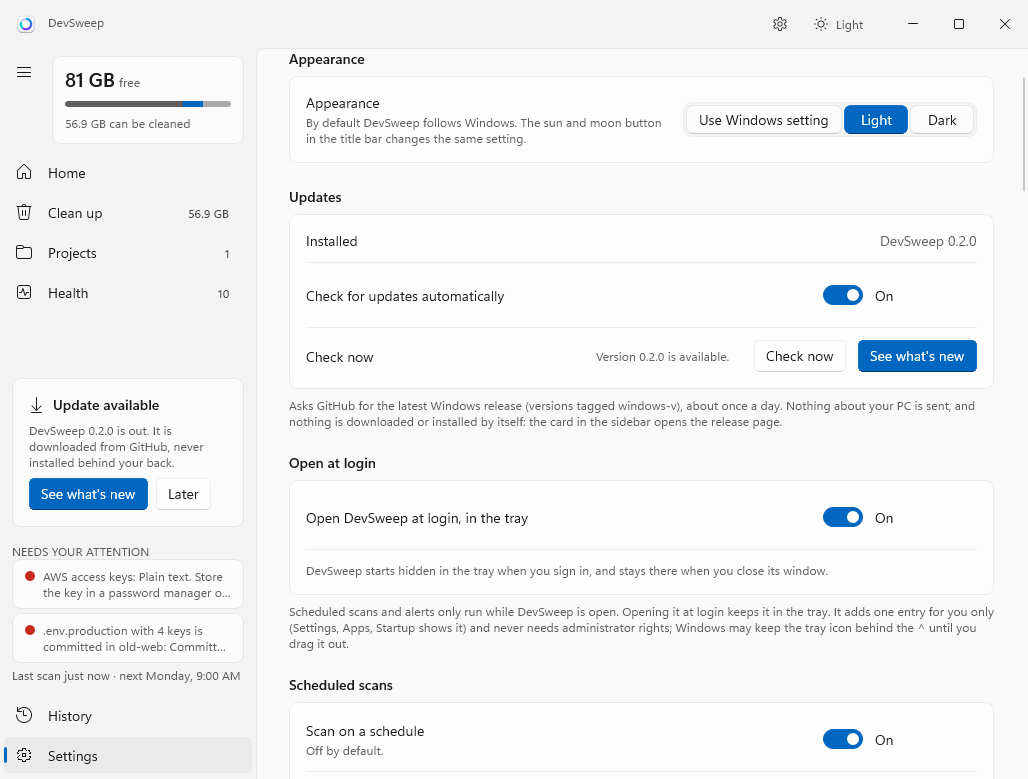 DevSweep
Light
81 GB free
56.9 GB can be cleaned
Home
Clean up 56.9 GB
Projects 1
Health 10
Update available
DevSweep 0.2.0 is out. It is
downloaded from GitHub, never
installed behind your back.
See what's new Later
NEEDS YOUR ATTENTION
AWS access keys: Plain text. Store
the key in a password manager o...
.env.production with 4 keys is
committed in old-web: Committ...
Last scan just now · next Monday, 9:00 AM
History
Settings
Appearance
Appearance
By default DevSweep follows Windows. The sun and moon button
in the title bar changes the same setting.
Use Windows setting Light Dark
Updates
Installed DevSweep 0.2.0
Check for updates automatically On
Check now Version 0.2.0 is available. Check now See what's new
Asks GitHub for the latest Windows release (versions tagged windows-v), about once a day. Nothing about your PC is sent, and
nothing is downloaded or installed by itself: the card in the sidebar opens the release page.
Open at login
Open DevSweep at login, in the tray On
DevSweep starts hidden in the tray when you sign in, and stays there when you close its window.
Scheduled scans and alerts only run while DevSweep is open. Opening it at login keeps it in the tray. It adds one entry for you only
(Settings, Apps, Startup shows it) and never needs administrator rights; Windows may keep the tray icon behind the ^ until you
drag it out.
Scheduled scans
Scan on a schedule On
Off by default.